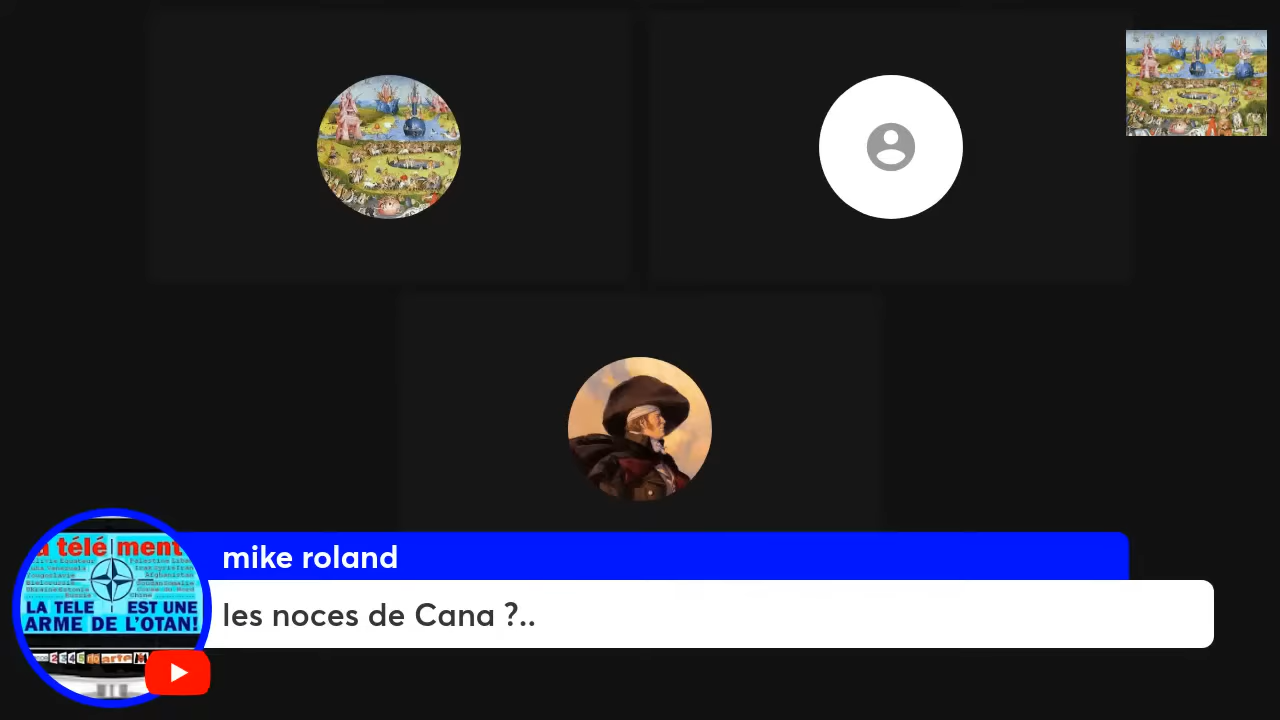 mike roland
les noces de Cana ?..
la télé ment
LA TELE EST UNE
ARME DE L'OTAN!